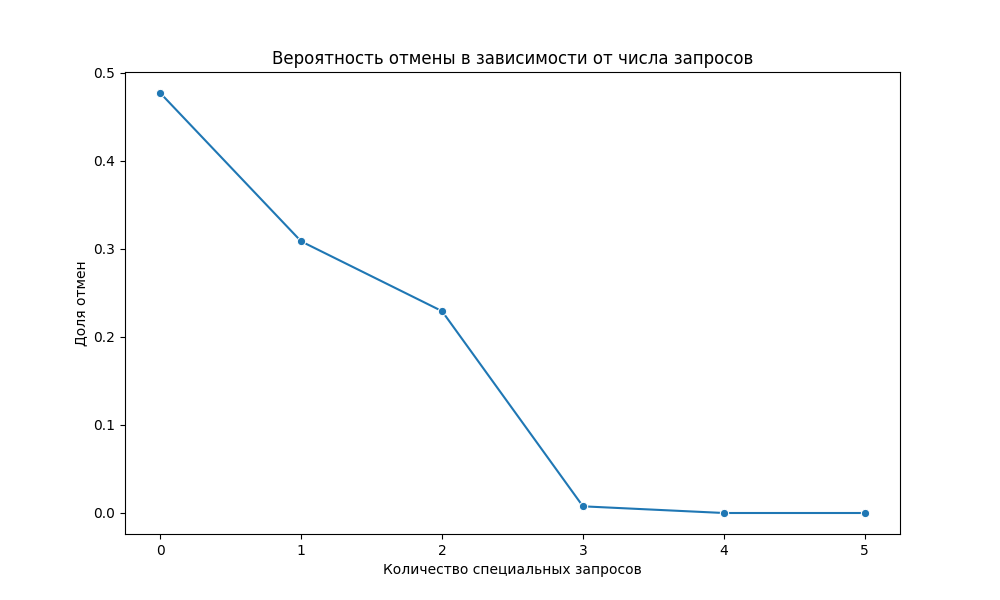 Вероятность отмены в зависимости от числа запросов
0.5
0.4
0.3
0.2
0.1
0.0
Доля отмен
0 1 2 3 4 5
Количество специальных запросов